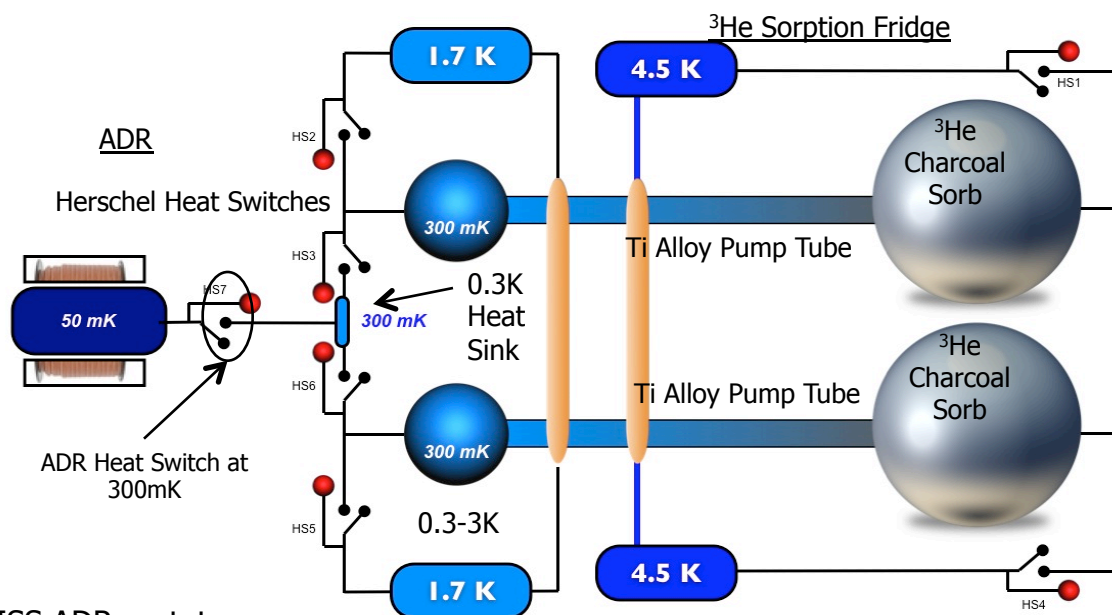 ³He Sorption Fridge
1.7 K
4.5 K
HS1
HS2
ADR
³He
Charcoal
Sorb
Herschel Heat Switches
300 mK
Ti Alloy Pump Tube
HS3
HS7
0.3K
Heat
Sink
50 mK
300 mK
³He
Charcoal
Sorb
HS6
Ti Alloy Pump Tube
300 mK
ADR Heat Switch at
300mK
HS5
0.3-3K
1.7 K
4.5 K
HS4